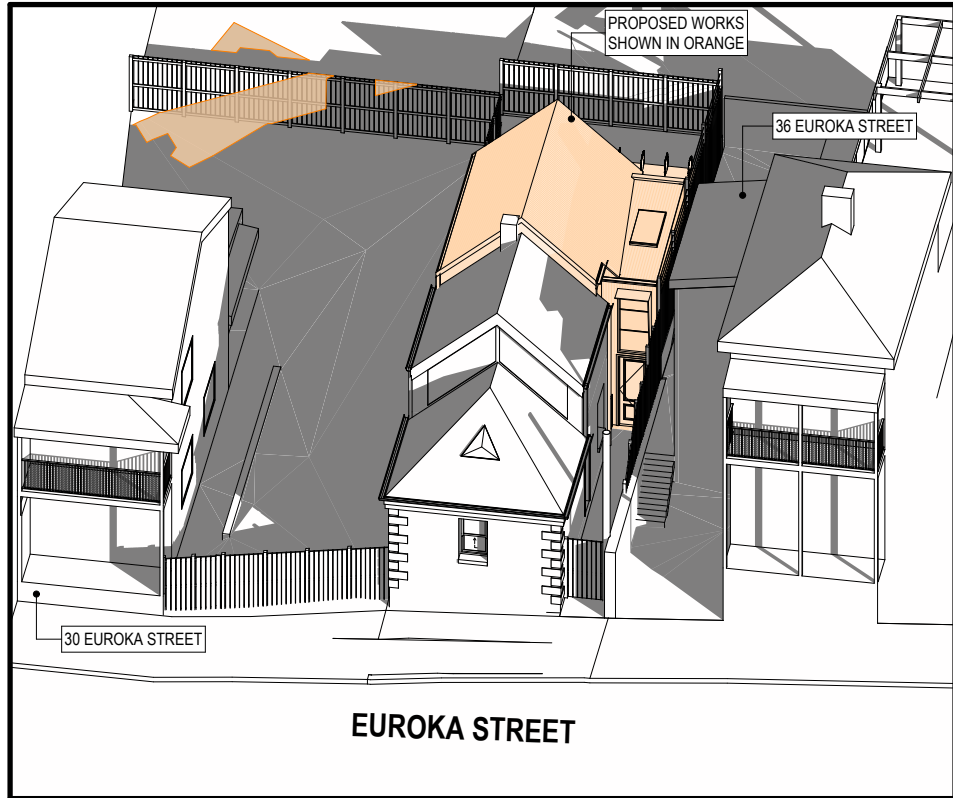 PROPOSED WORKS
SHOWN IN ORANGE
36 EUROKA STREET
30 EUROKA STREET
EUROKA STREET